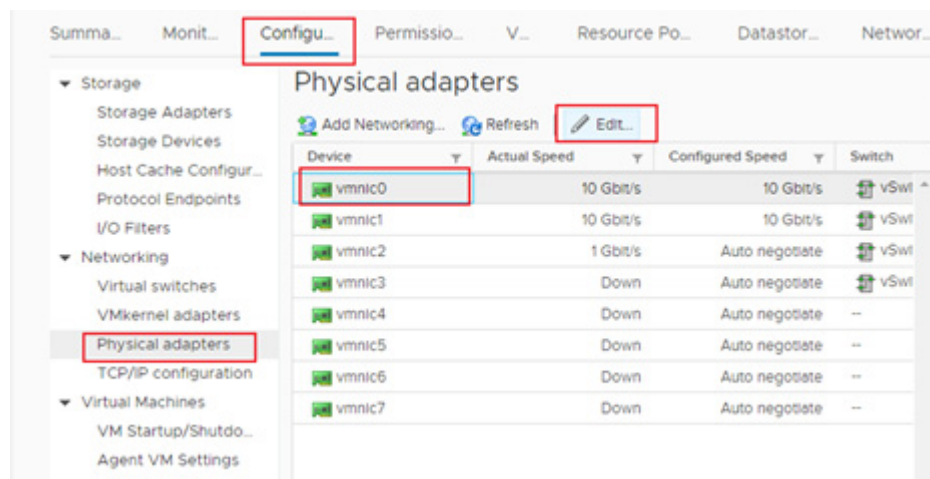 Summa... Monit... Configu... Permissio... V... Resource Po... Datastor... Networ...
Storage
Storage Adapters
Storage Devices
Host Cache Configur...
Protocol Endpoints
I/O Filters
Networking
Virtual switches
VMkernel adapters
Physical adapters
TCP/IP configuration
Virtual Machines
VM Startup/Shutdo...
Agent VM Settings
Physical adapters
Add Networking... Refresh Edit...
Device Actual Speed Configured Speed Switch
vmnic0 10 Gbit/s 10 Gbit/s vSwi
vmnic1 10 Gbit/s 10 Gbit/s vSwi
vmnic2 1 Gbit/s Auto negotiate vSwi
vmnic3 Down Auto negotiate vSwi
vmnic4 Down Auto negotiate --
vmnic5 Down Auto negotiate --
vmnic6 Down Auto negotiate --
vmnic7 Down Auto negotiate --